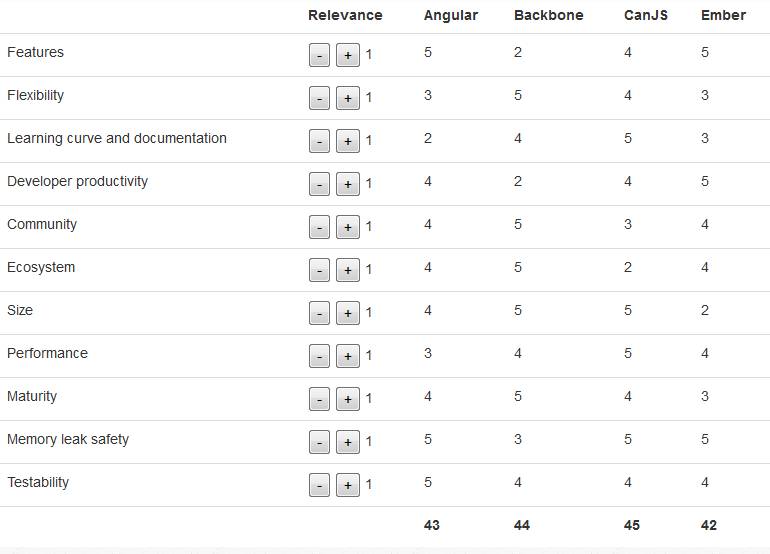 Relevance Angular Backbone CanJS Ember
Features - + 1 5 2 4 5
Flexibility - + 1 3 5 4 3
Learning curve and documentation - + 1 2 4 5 3
Developer productivity - + 1 4 2 4 5
Community - + 1 4 5 3 4
Ecosystem - + 1 4 5 2 4
Size - + 1 4 5 5 2
Performance - + 1 3 4 5 4
Maturity - + 1 4 5 4 3
Memory leak safety - + 1 5 3 5 5
Testability - + 1 5 4 4 4
43 44 45 42